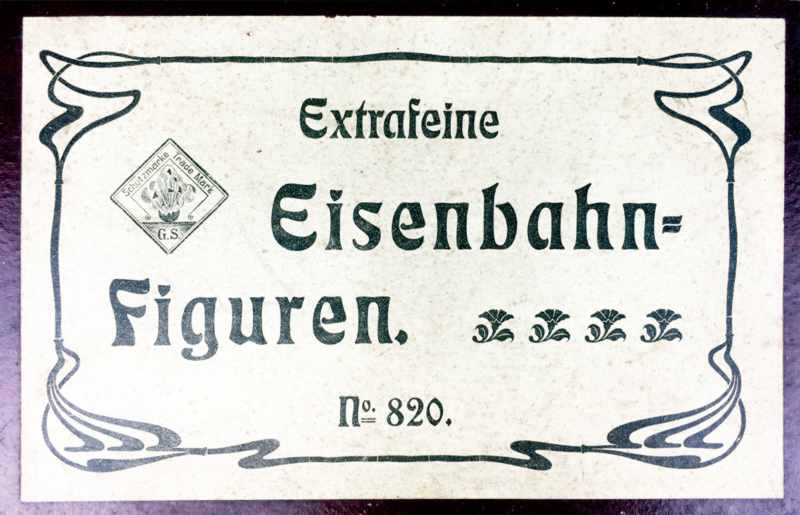 Extrafeine
Schutzmarke Trade Mark
G.S.
Eisenbahn=
Figuren.
No. 820.